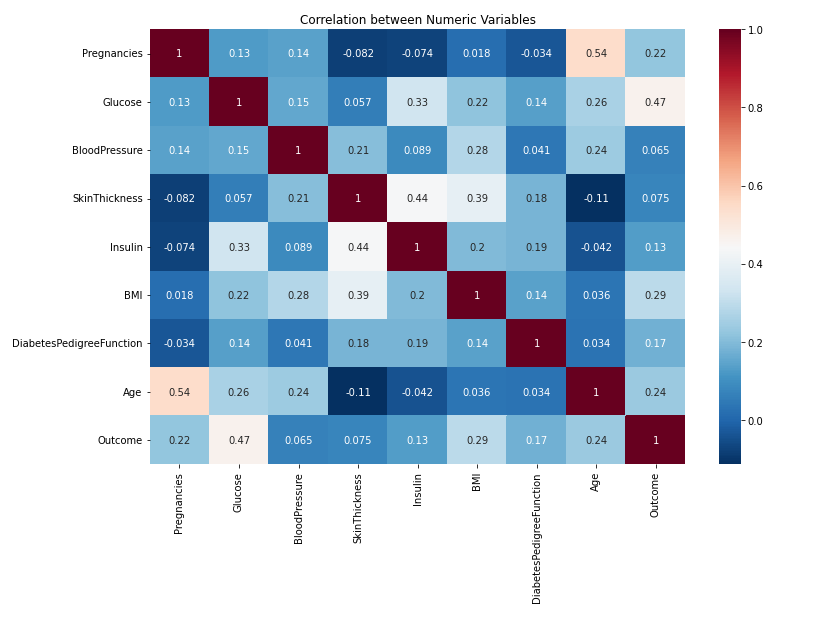 Correlation between Numeric Variables
Pregnancies 1 0.13 0.14 -0.082 -0.074 0.018 -0.034 0.54 0.22
Glucose 0.13 1 0.15 0.057 0.33 0.22 0.14 0.26 0.47
BloodPressure 0.14 0.15 1 0.21 0.089 0.28 0.041 0.24 0.065
SkinThickness -0.082 0.057 0.21 1 0.44 0.39 0.18 -0.11 0.075
Insulin -0.074 0.33 0.089 0.44 1 0.2 0.19 -0.042 0.13
BMI 0.018 0.22 0.28 0.39 0.2 1 0.14 0.036 0.29
DiabetesPedigreeFunction -0.034 0.14 0.041 0.18 0.19 0.14 1 0.034 0.17
Age 0.54 0.26 0.24 -0.11 -0.042 0.036 0.034 1 0.24
Outcome 0.22 0.47 0.065 0.075 0.13 0.29 0.17 0.24 1
Pregnancies
Glucose
BloodPressure
SkinThickness
Insulin
BMI
DiabetesPedigreeFunction
Age
Outcome
1.0
0.8
0.6
0.4
0.2
0.0